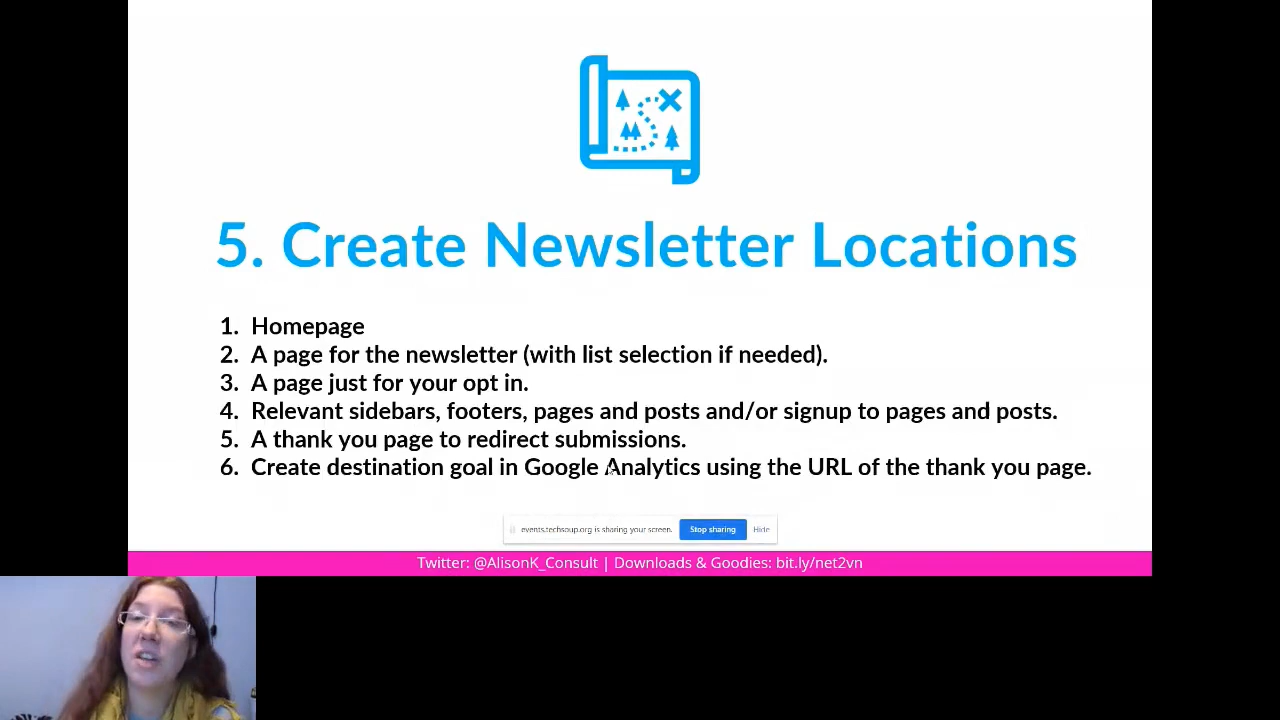 5. Create Newsletter Locations
1. Homepage
2. A page for the newsletter (with list selection if needed).
3. A page just for your opt in.
4. Relevant sidebars, footers, pages and posts and/or signup to pages and posts.
5. A thank you page to redirect submissions.
6. Create destination goal in Google Analytics using the URL of the thank you page.
events.techsoup.org is sharing your screen. Stop sharing Hide
Twitter: @AlisonK_Consult | Downloads & Goodies: bit.ly/net2vn